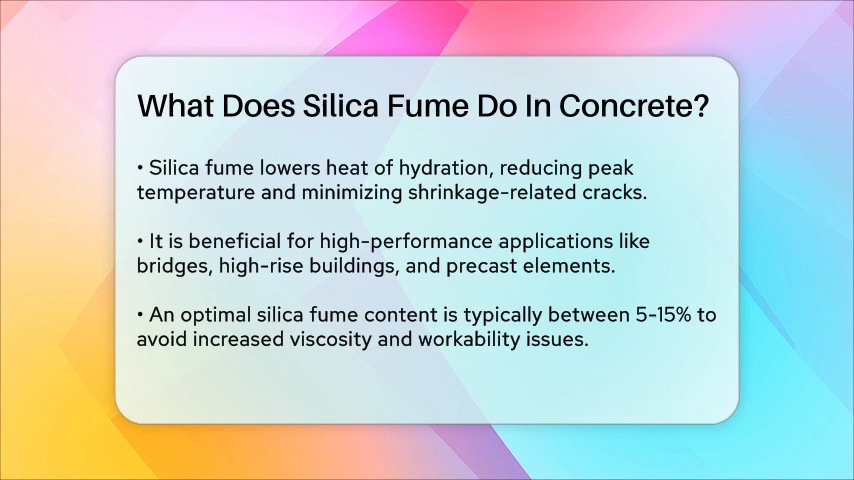 What Does Silica Fume Do In Concrete?
• Silica fume lowers heat of hydration, reducing peak
temperature and minimizing shrinkage-related cracks.
• It is beneficial for high-performance applications like
bridges, high-rise buildings, and precast elements.
• An optimal silica fume content is typically between 5-15% to
avoid increased viscosity and workability issues.